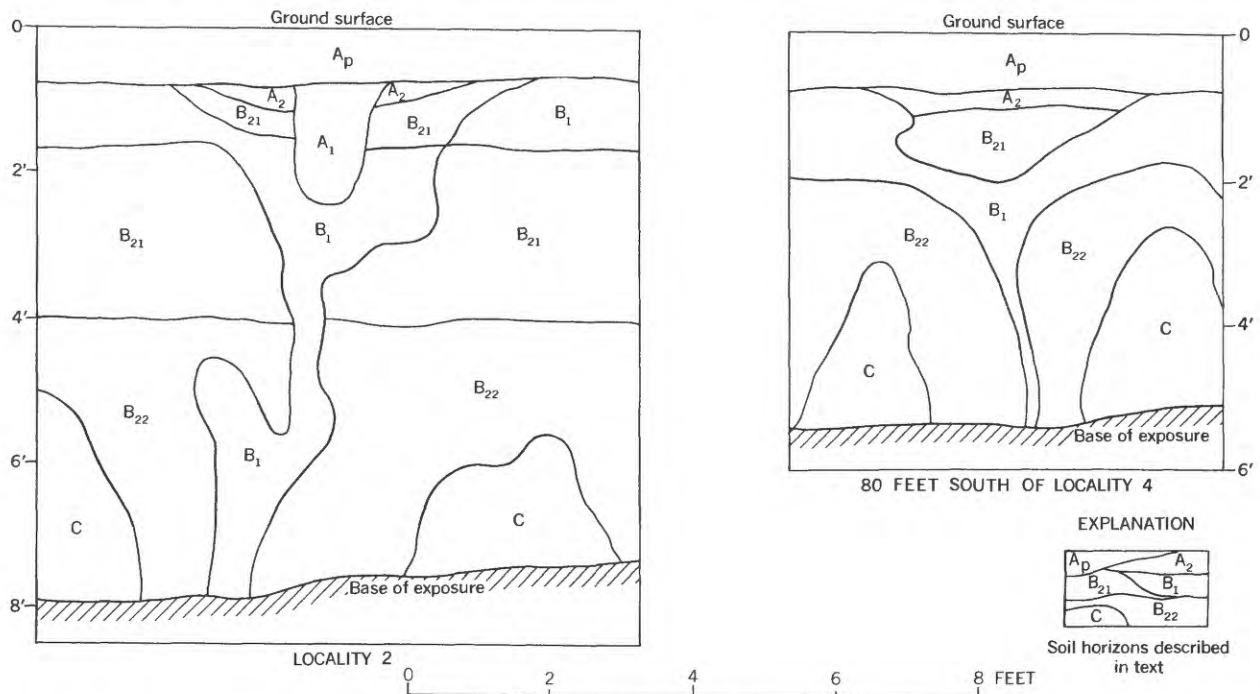 Ground surface
0
Ap
A2
A2
B21
B21
B1
A1
2'
B1
B21
B21
4'
B22
B22
B1
6'
C
C
Base of exposure
8'
LOCALITY 2
Ground surface
0
Ap
A2
B21
2'
B1
B22
B22
4'
C
C
Base of exposure
6'
80 FEET SOUTH OF LOCALITY 4
EXPLANATION
Ap A2
B21 B1
C B22
Soil horizons described
in text
0 2 4 6 8 FEET